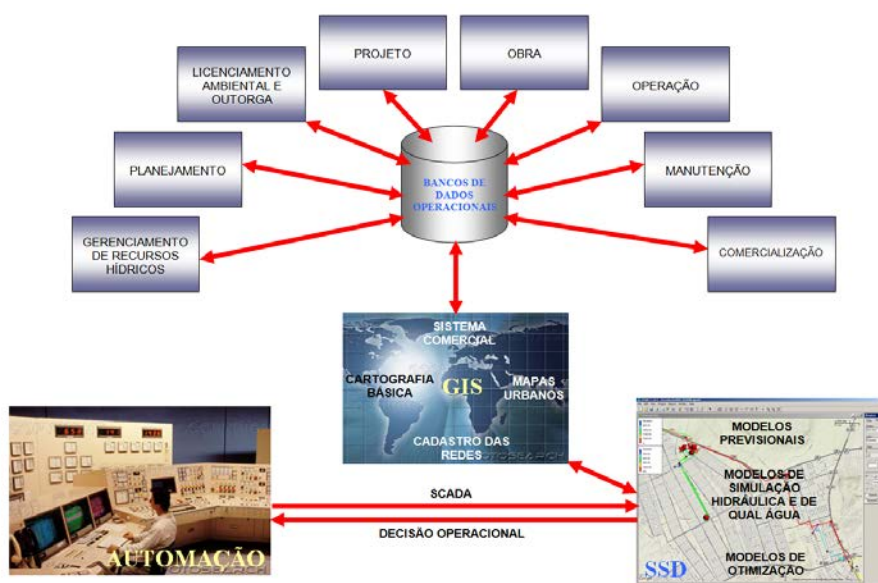 PROJETO
OBRA
LICENCIAMENTO
AMBIENTAL E
OUTORGA
OPERAÇÃO
PLANEJAMENTO
BANCOS DE
DADOS
OPERACIONAIS
MANUTENÇÃO
GERENCIAMENTO
DE RECURSOS
HÍDRICOS
COMERCIALIZAÇÃO
SISTEMA
COMERCIAL
CARTOGRAFIA
BÁSICA
GIS
MAPAS
URBANOS
CADASTRO DAS
REDES
MODELOS
PREVISIONAIS
MODELOS DE
SIMULAÇÃO
HIDRÁULICA E DE
QUAL ÁGUA
MODELOS DE
OTIMIZAÇÃO
SSD
SCADA
DECISÃO OPERACIONAL
AUTOMAÇÃO